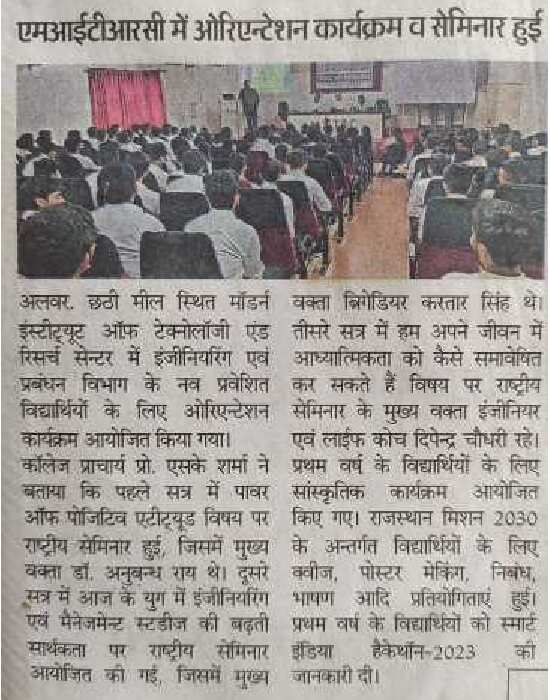 एमआईटीआरसी में ओरिएन्टेशन कार्यक्रम व सेमिनार हुई
अलवर. छठी मील स्थित मॉडर्न
इंस्टीट्यूट ऑफ टेक्नोलॉजी एंड
रिसर्च सेन्टर में इंजीनियरिंग एवं
प्रबंधन विभाग के नव प्रवेशित
विद्यार्थियों के लिए ओरिएन्टेशन
कार्यक्रम आयोजित किया गया।
कॉलेज प्राचार्य प्रो. एसके शर्मा ने
बताया कि पहले सत्र में पावर
ऑफ पोजिटिव एटीट्यूड विषय पर
राष्ट्रीय सेमिनार हुई, जिसमें मुख्य
वक्ता डॉ. अनुबन्ध राय थे। दूसरे
सत्र में आज के युग में इंजीनियरिंग
एवं मैनेजमेन्ट स्टडीज की बढ़ती
सार्थकता पर राष्ट्रीय सेमिनार
आयोजित की गई, जिसमें मुख्य
वक्ता ब्रिगेडियर करतार सिंह थे।
तीसरे सत्र में हम अपने जीवन में
आध्यात्मिकता को कैसे समावेषित
कर सकते हैं विषय पर राष्ट्रीय
सेमिनार के मुख्य वक्ता इंजीनियर
एवं लाईफ कोच दिपेन्द्र चौधरी रहे।
प्रथम वर्ष के विद्यार्थियों के लिए
सांस्कृतिक कार्यक्रम आयोजित
किए गए। राजस्थान मिशन 2030
के अन्तर्गत विद्यार्थियों के लिए
क्वीज, पोस्टर मेकिंग, निबंध,
भाषण आदि प्रतियोगिताएं हुई।
प्रथम वर्ष के विद्यार्थियों को स्मार्ट
इंडिया हैकेथॉन-2023 की
जानकारी दी।